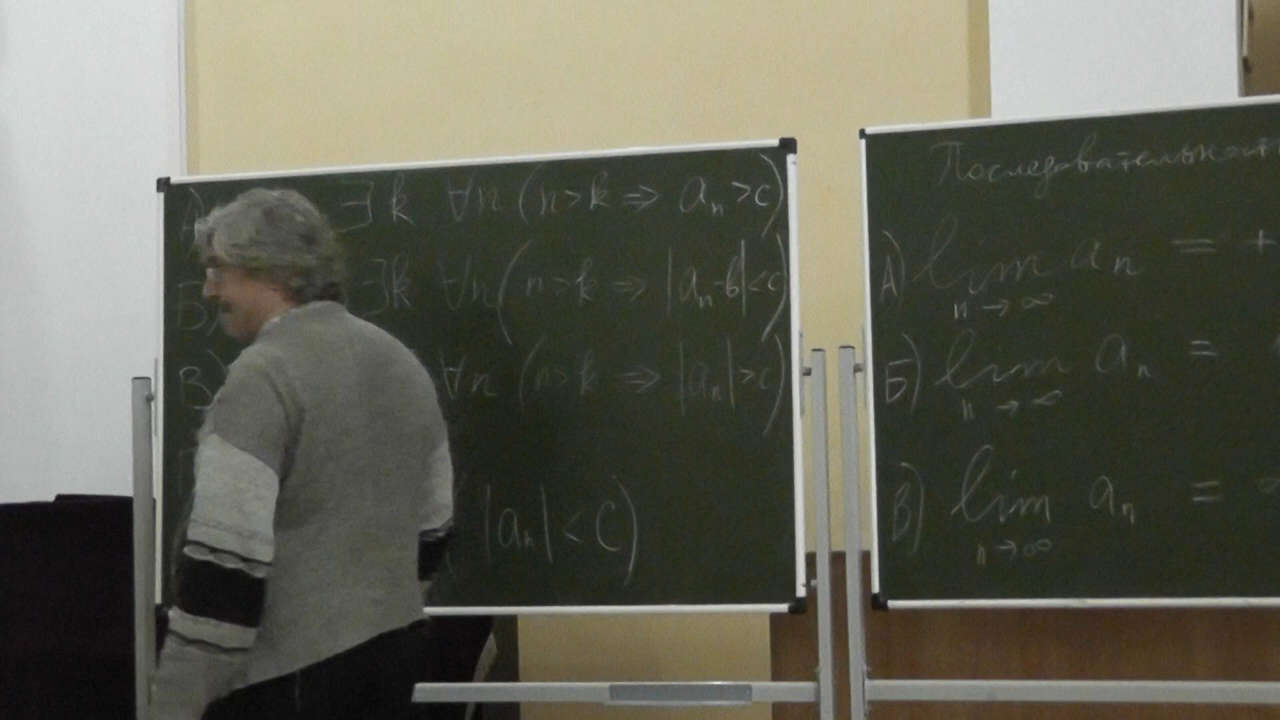 А) ∃k ∀n (n>k ⇒ aₙ>c)
Б) ∃k ∀n (n>k ⇒ |aₙ-b|<c)
В) ∀n (n>k ⇒ |aₙ|>c)
|aₙ|<C)
Последовательност
А) lim aₙ = +
n→∞
Б) lim aₙ =
n→∞
В) lim aₙ = ∞
n→∞